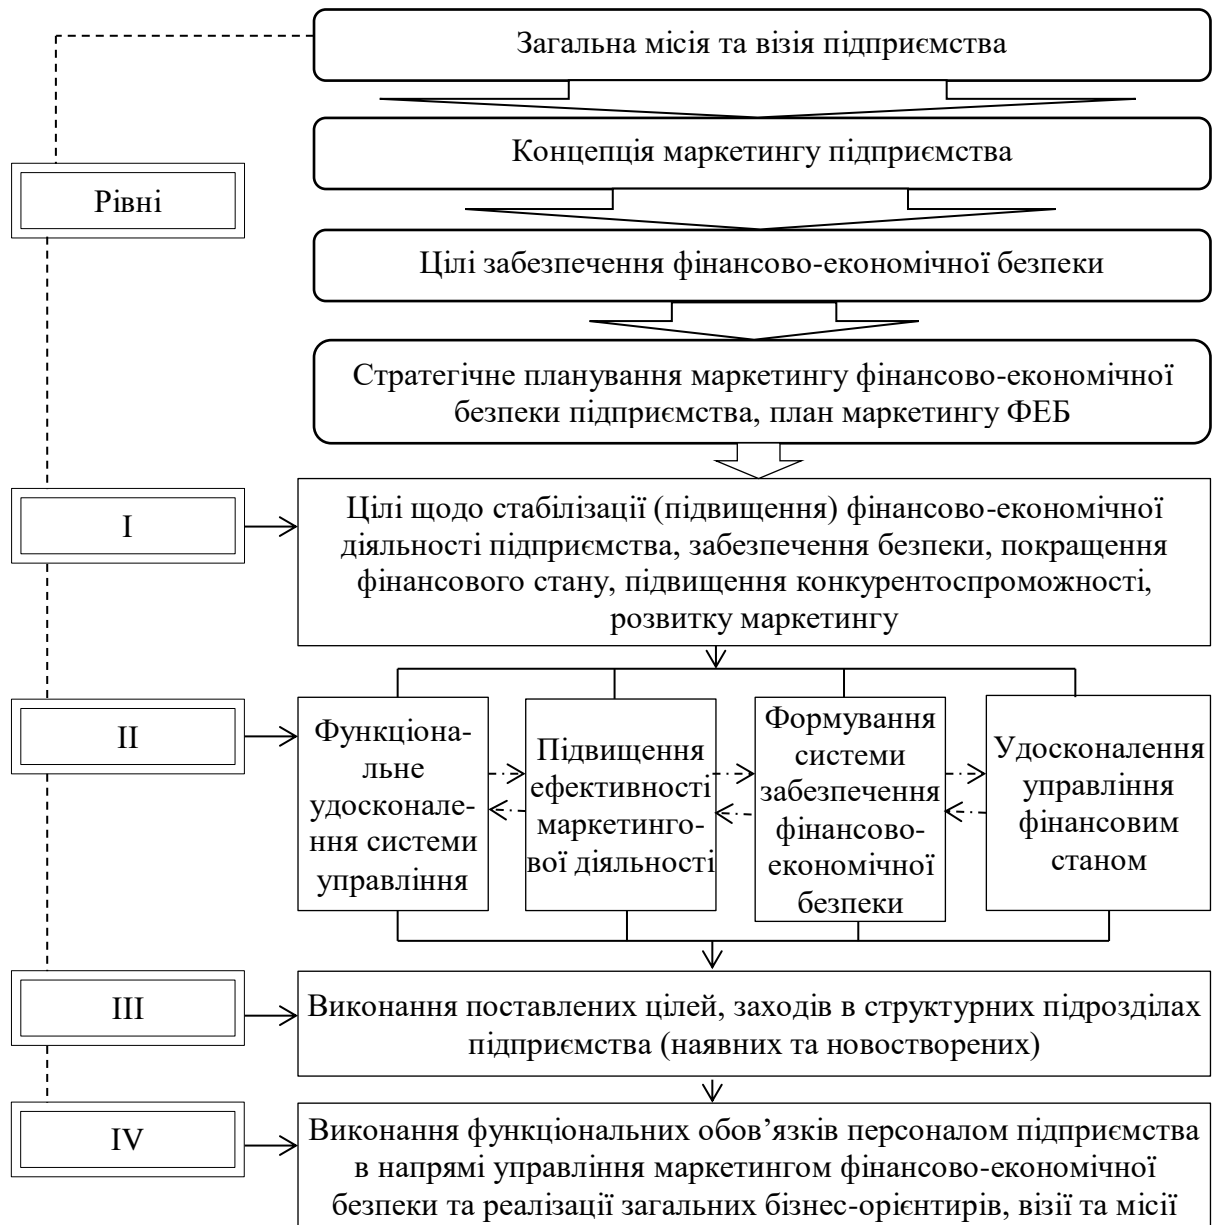 Загальна місія та візія підприємства
Концепція маркетингу підприємства
Рівні
Цілі забезпечення фінансово-економічної безпеки
Стратегічне планування маркетингу фінансово-економічної
безпеки підприємства, план маркетингу ФЕБ
I
Цілі щодо стабілізації (підвищення) фінансово-економічної
діяльності підприємства, забезпечення безпеки, покращення
фінансового стану, підвищення конкурентоспроможності,
розвитку маркетингу
II
Функціона-
льне
удосконале-
ння системи
управління
Підвищення
ефективності
маркетинго-
вої діяльності
Формування
системи
забезпечення
фінансово-
економічної
безпеки
Удосконалення
управління
фінансовим
станом
III
Виконання поставлених цілей, заходів в структурних підрозділах
підприємства (наявних та новостворених)
IV
Виконання функціональних обов’язків персоналом підприємства
в напрямі управління маркетингом фінансово-економічної
безпеки та реалізації загальних бізнес-орієнтирів, візії та місії